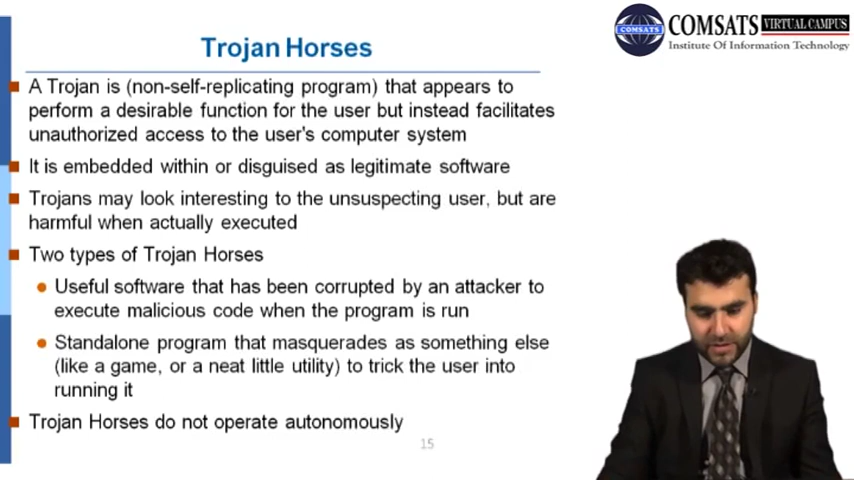 Trojan Horses
COMSATS
COMSATS VIRTUAL CAMPUS
Institute Of Information Technology
A Trojan is (non-self-replicating program) that appears to
perform a desirable function for the user but instead facilitates
unauthorized access to the user's computer system
It is embedded within or disguised as legitimate software
Trojans may look interesting to the unsuspecting user, but are
harmful when actually executed
Two types of Trojan Horses
Useful software that has been corrupted by an attacker to
execute malicious code when the program is run
Standalone program that masquerades as something else
(like a game, or a neat little utility) to trick the user into
running it
Trojan Horses do not operate autonomously
15